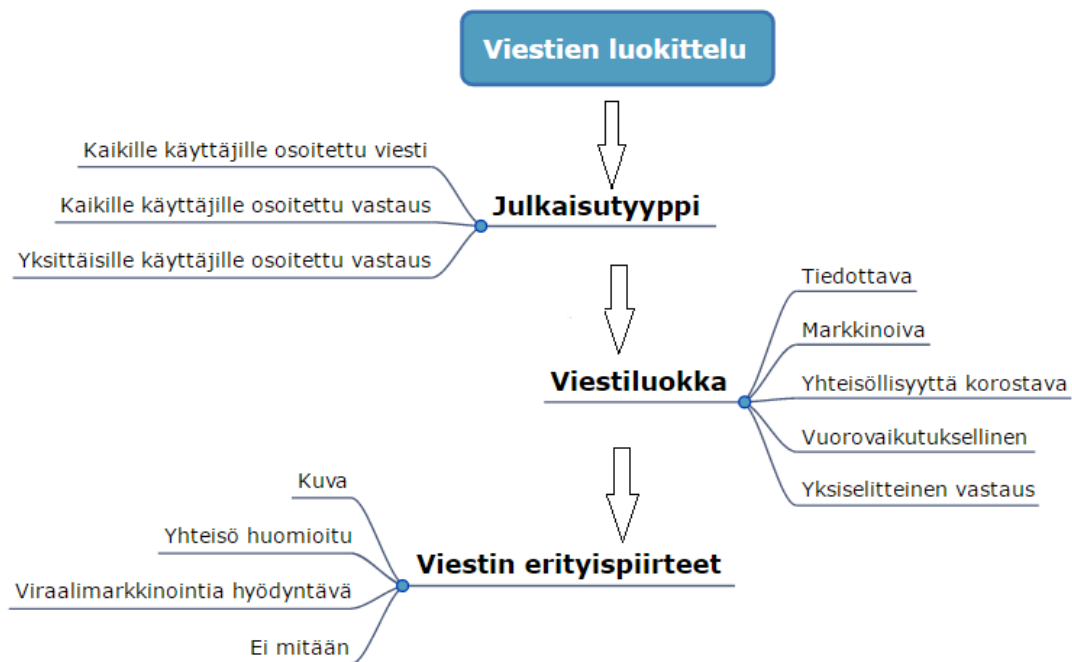 Viestien luokittelu
Julkaisutyyppi
Kaikille käyttäjille osoitettu viesti
Kaikille käyttäjille osoitettu vastaus
Yksittäisille käyttäjille osoitettu vastaus
Viestiluokka
Tiedottava
Markkinoiva
Yhteisöllisyyttä korostava
Vuorovaikutuksellinen
Yksiselitteinen vastaus
Viestin erityispiirteet
Kuva
Yhteisö huomioitu
Viraalimarkkinointia hyödyntävä
Ei mitään